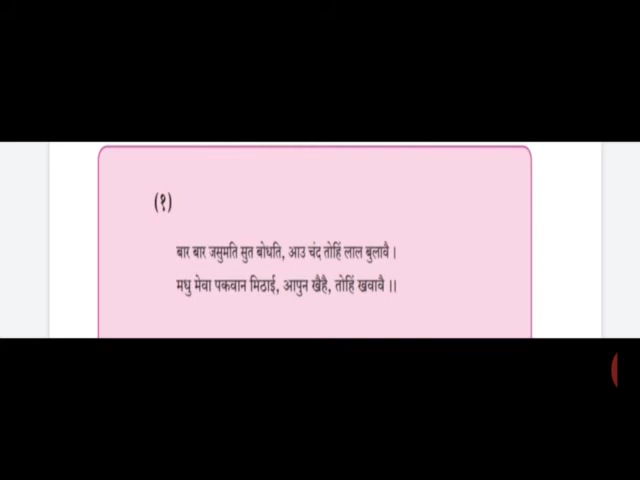 (१)
बार बार जसुमति सुत बोधति, आउ चंद तोहिं लाल बुलावै ।
मधु मेवा पकवान मिठाई, आपुन खैहै, तोहिं खवावै ।।